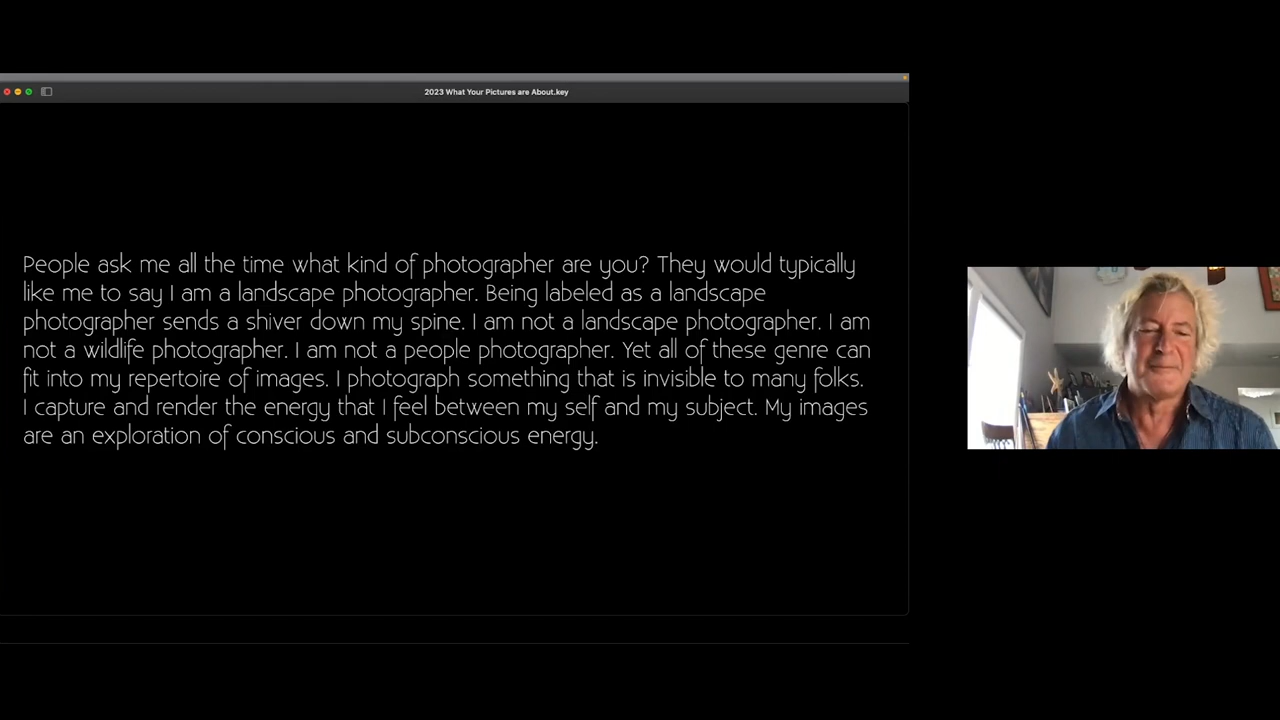 2023 What Your Pictures are About.key
People ask me all the time what kind of photographer are you? They would typically
like me to say I am a landscape photographer. Being labeled as a landscape
photographer sends a shiver down my spine. I am not a landscape photographer. I am
not a wildlife photographer. I am not a people photographer. Yet all of these genre can
fit into my repertoire of images. I photograph something that is invisible to many folks.
I capture and render the energy that I feel between my self and my subject. My images
are an exploration of conscious and subconscious energy.